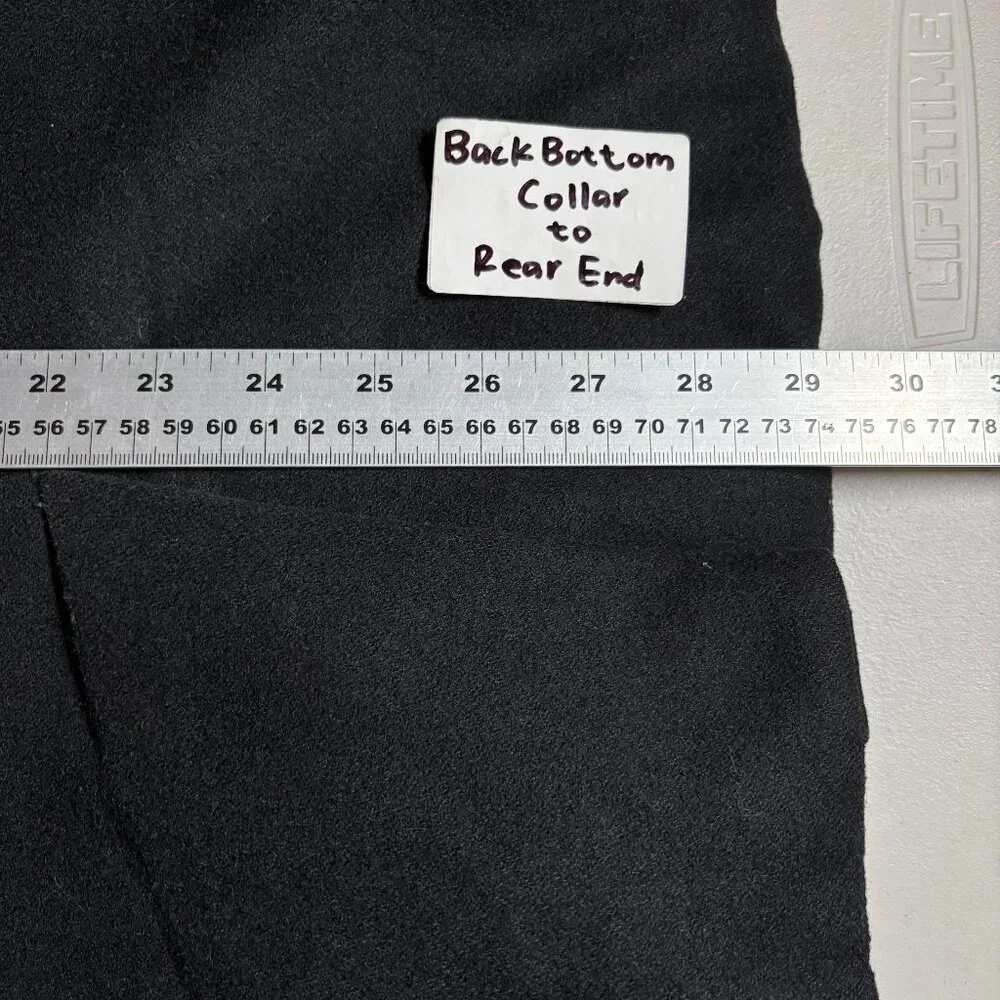 Back Bottom
Collar
to
Rear End
LIFETIME
22 23 24 25 26 27 28 29 30 3
55 56 57 58 59 60 61 62 63 64 65 66 67 68 69 70 71 72 73 74 75 76 77 78